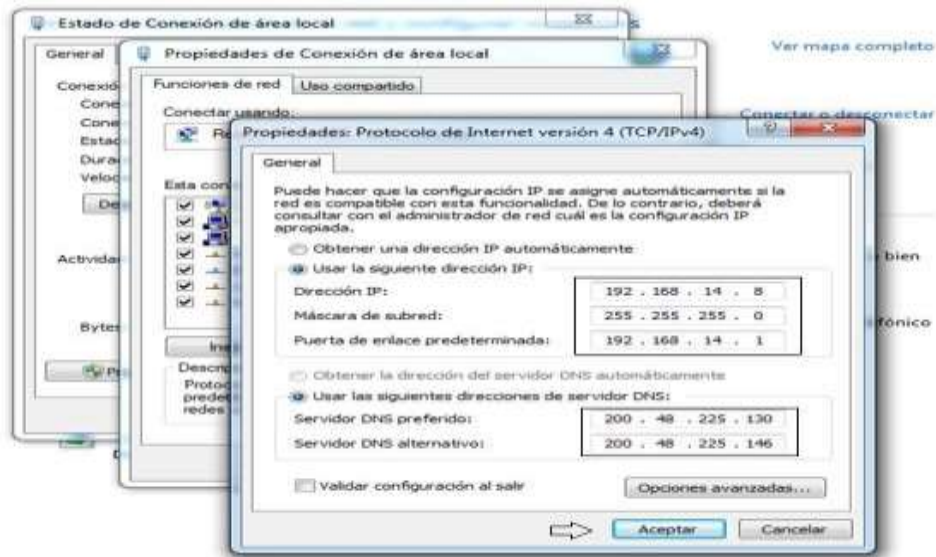 Estado de Conexión de área local
General
Ver mapa completo
Propiedades de Conexión de área local
Funciones de red
Uso compartido
Conectar usando:
Conectar o desconectar
Propiedades: Protocolo de Internet versión 4 (TCP/IPv4)
General
Puede hacer que la configuración IP se asigne automáticamente si la
red es compatible con esta funcionalidad. De lo contrario, deberá
consultar con el administrador de red cuál es la configuración IP
apropiada.
Obtener una dirección IP automáticamente
Usar la siguiente dirección IP:
Dirección IP: 192 . 168 . 14 . 8
Máscara de subred: 255 . 255 . 255 . 0
Puerta de enlace predeterminada: 192 . 168 . 14 . 1
Obtener la dirección del servidor DNS automáticamente
Usar las siguientes direcciones de servidor DNS:
Servidor DNS preferido: 200 . 48 . 225 . 130
Servidor DNS alternativo: 200 . 48 . 225 . 146
Validar configuración al salir
Opciones avanzadas...
Aceptar
Cancelar
bien
redes